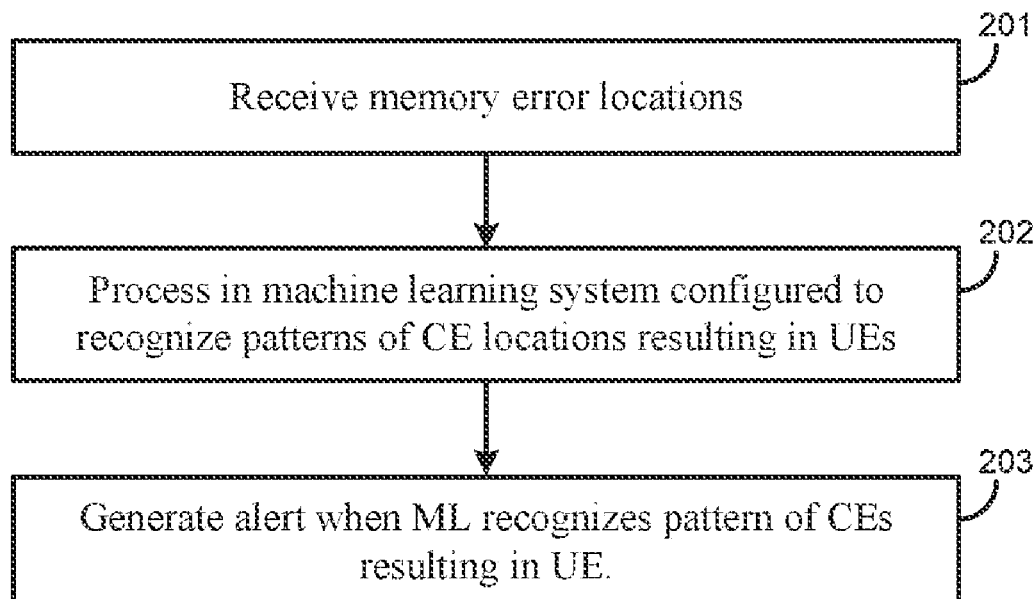 201
Receive memory error locations
202
Process in machine learning system configured to
recognize patterns of CE locations resulting in UEs
203
Generate alert when ML recognizes pattern of CEs
resulting in UE.